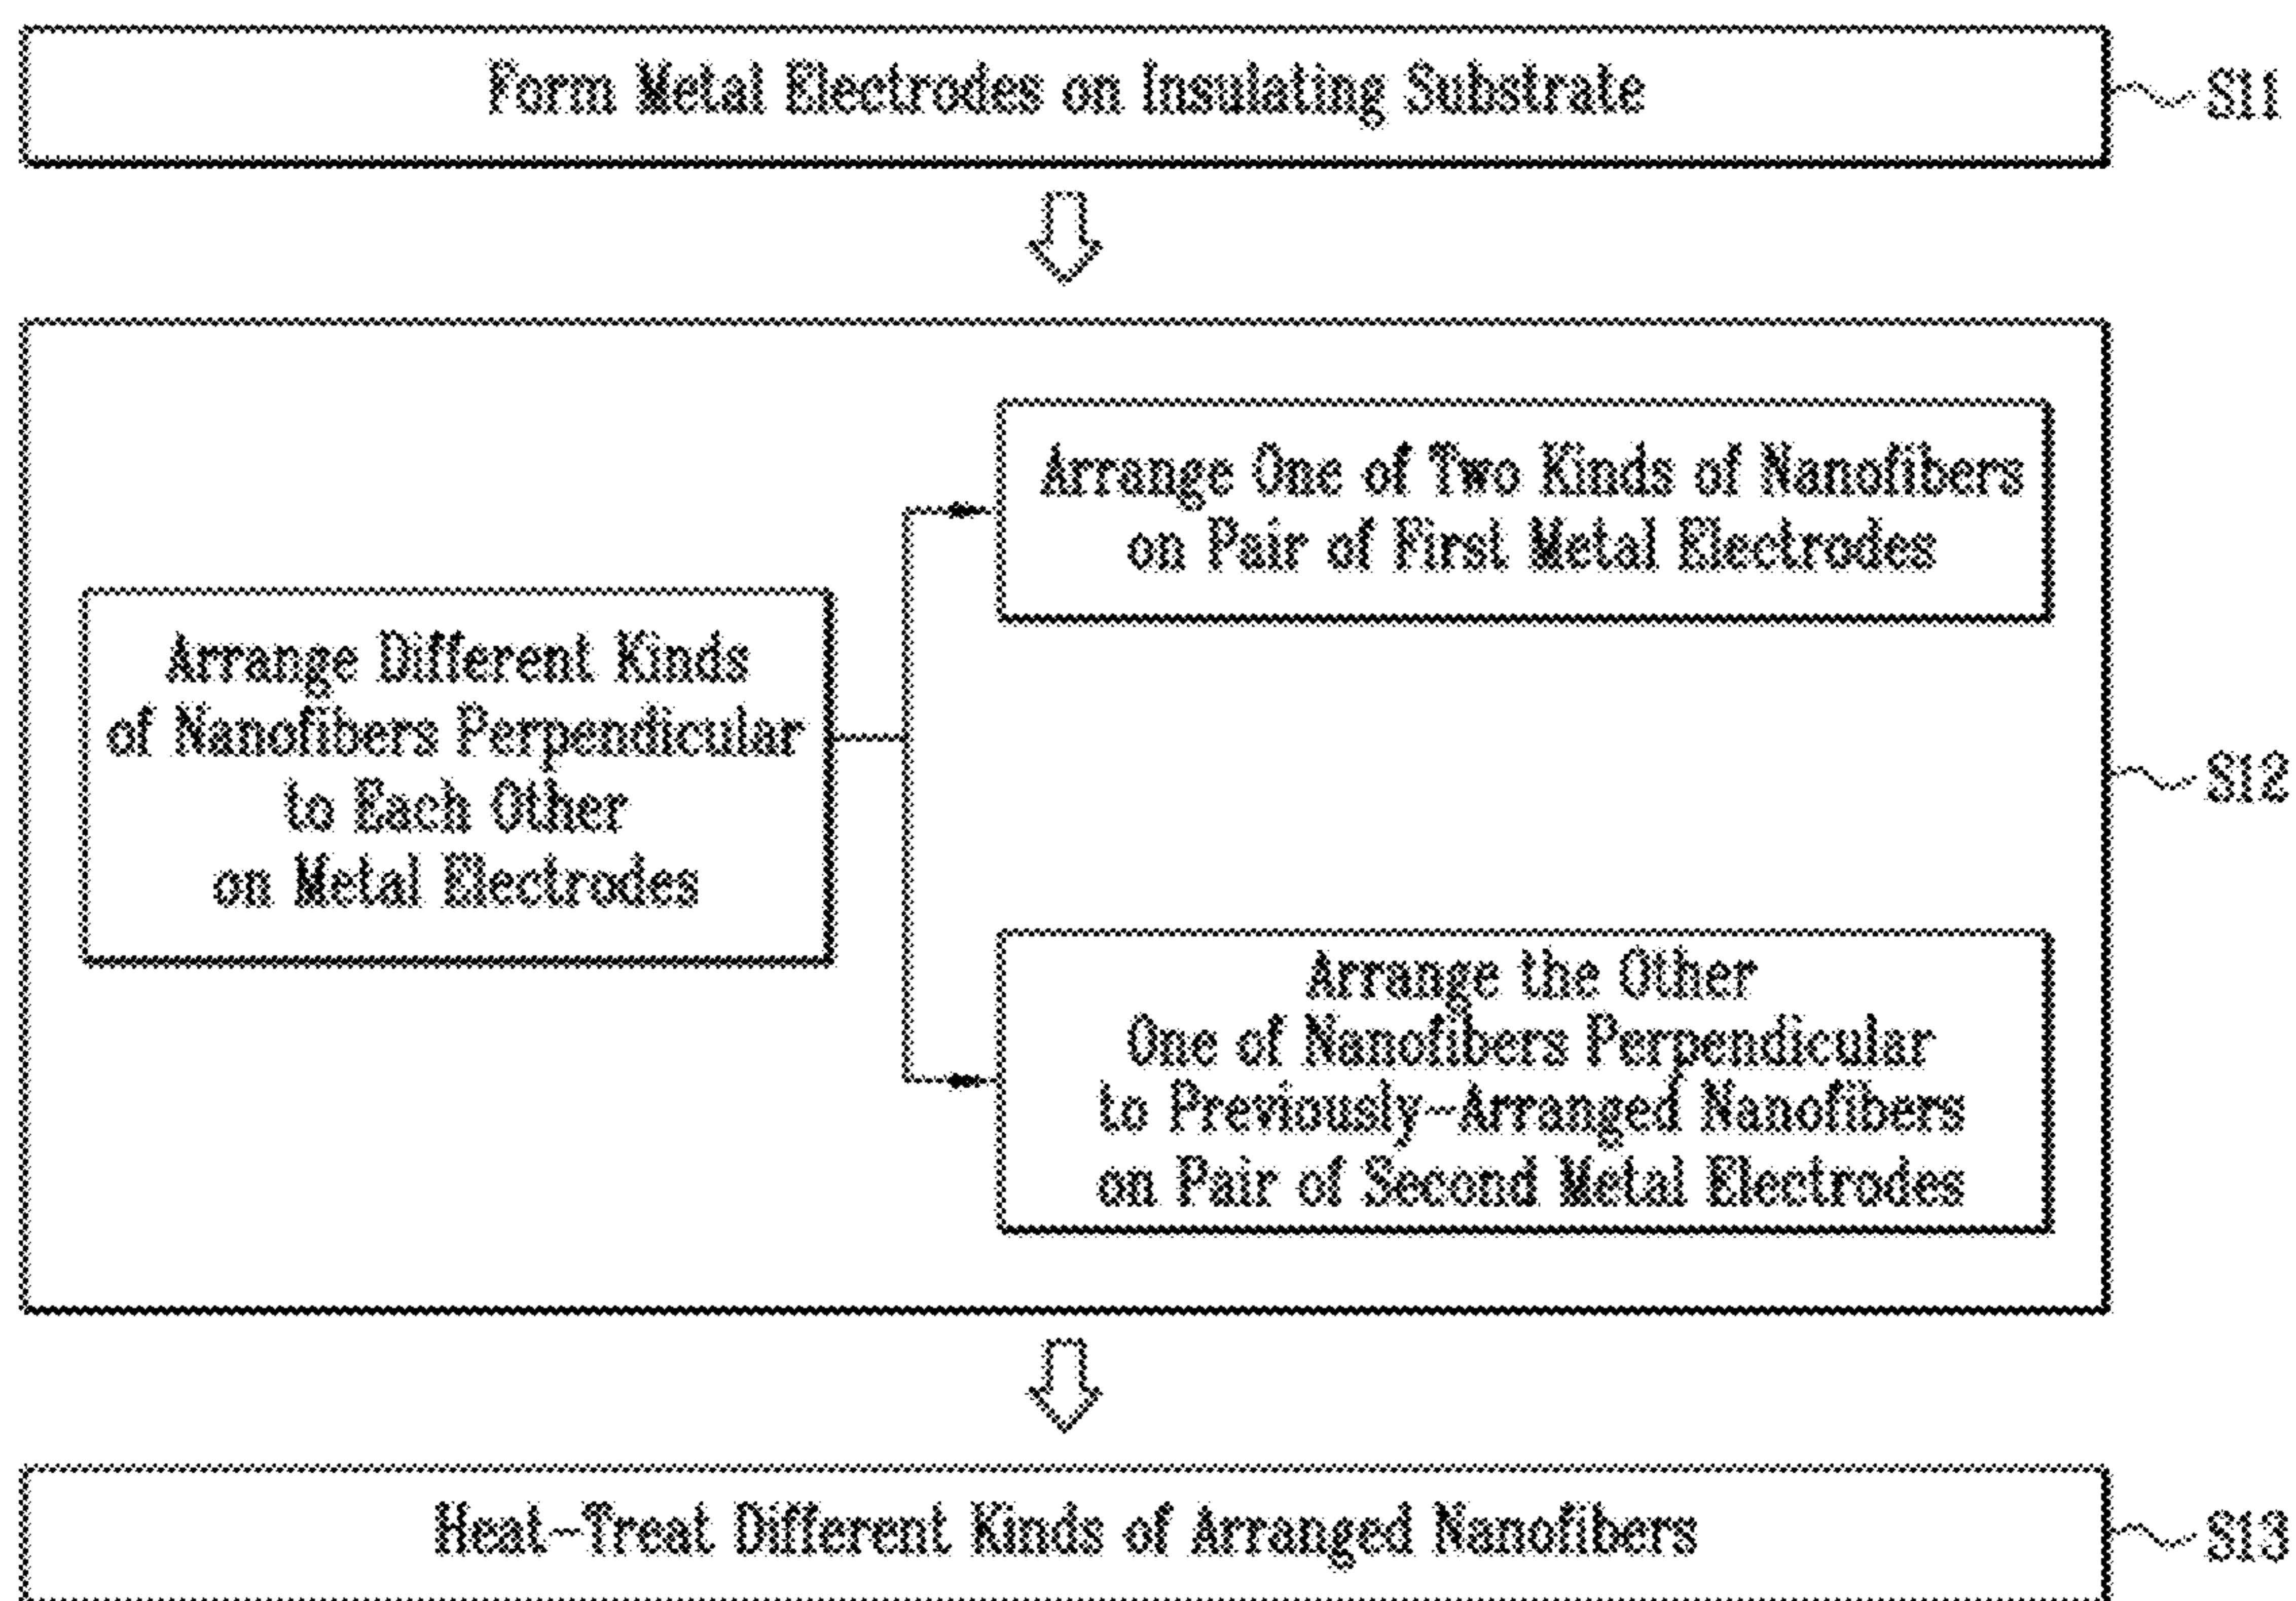 Form Metal Electrodes on Insulating Substrate
S11
Arrange Different Kinds
of Nanofibers Perpendicular
to Each Other
on Metal Electrodes
Arrange One of Two Kinds of Nanofibers
on Pair of First Metal Electrodes
Arrange the Other
One of Nanofibers Perpendicular
to Previously-Arranged Nanofibers
on Pair of Second Metal Electrodes
S12
Heat-Treat Different Kinds of Arranged Nanofibers
S13